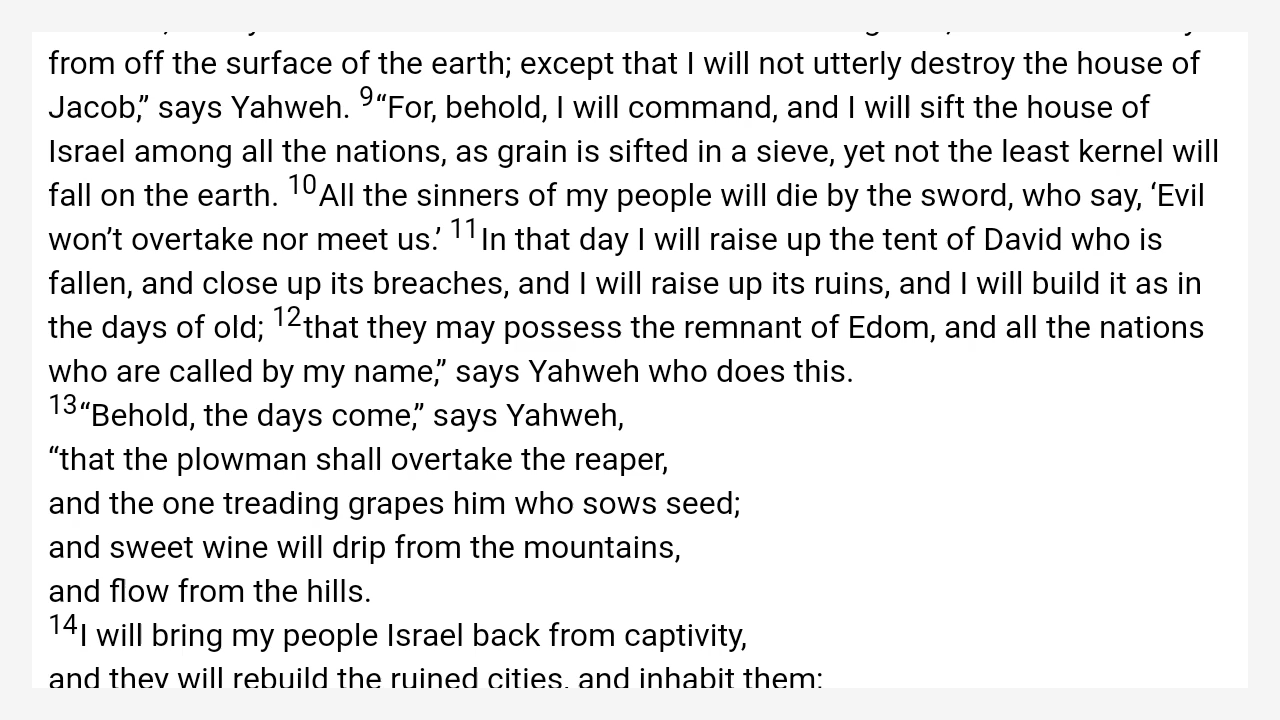 from off the surface of the earth; except that I will not utterly destroy the house of
Jacob,” says Yahweh. 9“For, behold, I will command, and I will sift the house of
Israel among all the nations, as grain is sifted in a sieve, yet not the least kernel will
fall on the earth. 10All the sinners of my people will die by the sword, who say, ‘Evil
won’t overtake nor meet us.’ 11In that day I will raise up the tent of David who is
fallen, and close up its breaches, and I will raise up its ruins, and I will build it as in
the days of old; 12that they may possess the remnant of Edom, and all the nations
who are called by my name,” says Yahweh who does this.
13“Behold, the days come,” says Yahweh,
“that the plowman shall overtake the reaper,
and the one treading grapes him who sows seed;
and sweet wine will drip from the mountains,
and flow from the hills.
14I will bring my people Israel back from captivity,
and they will rebuild the ruined cities, and inhabit them;